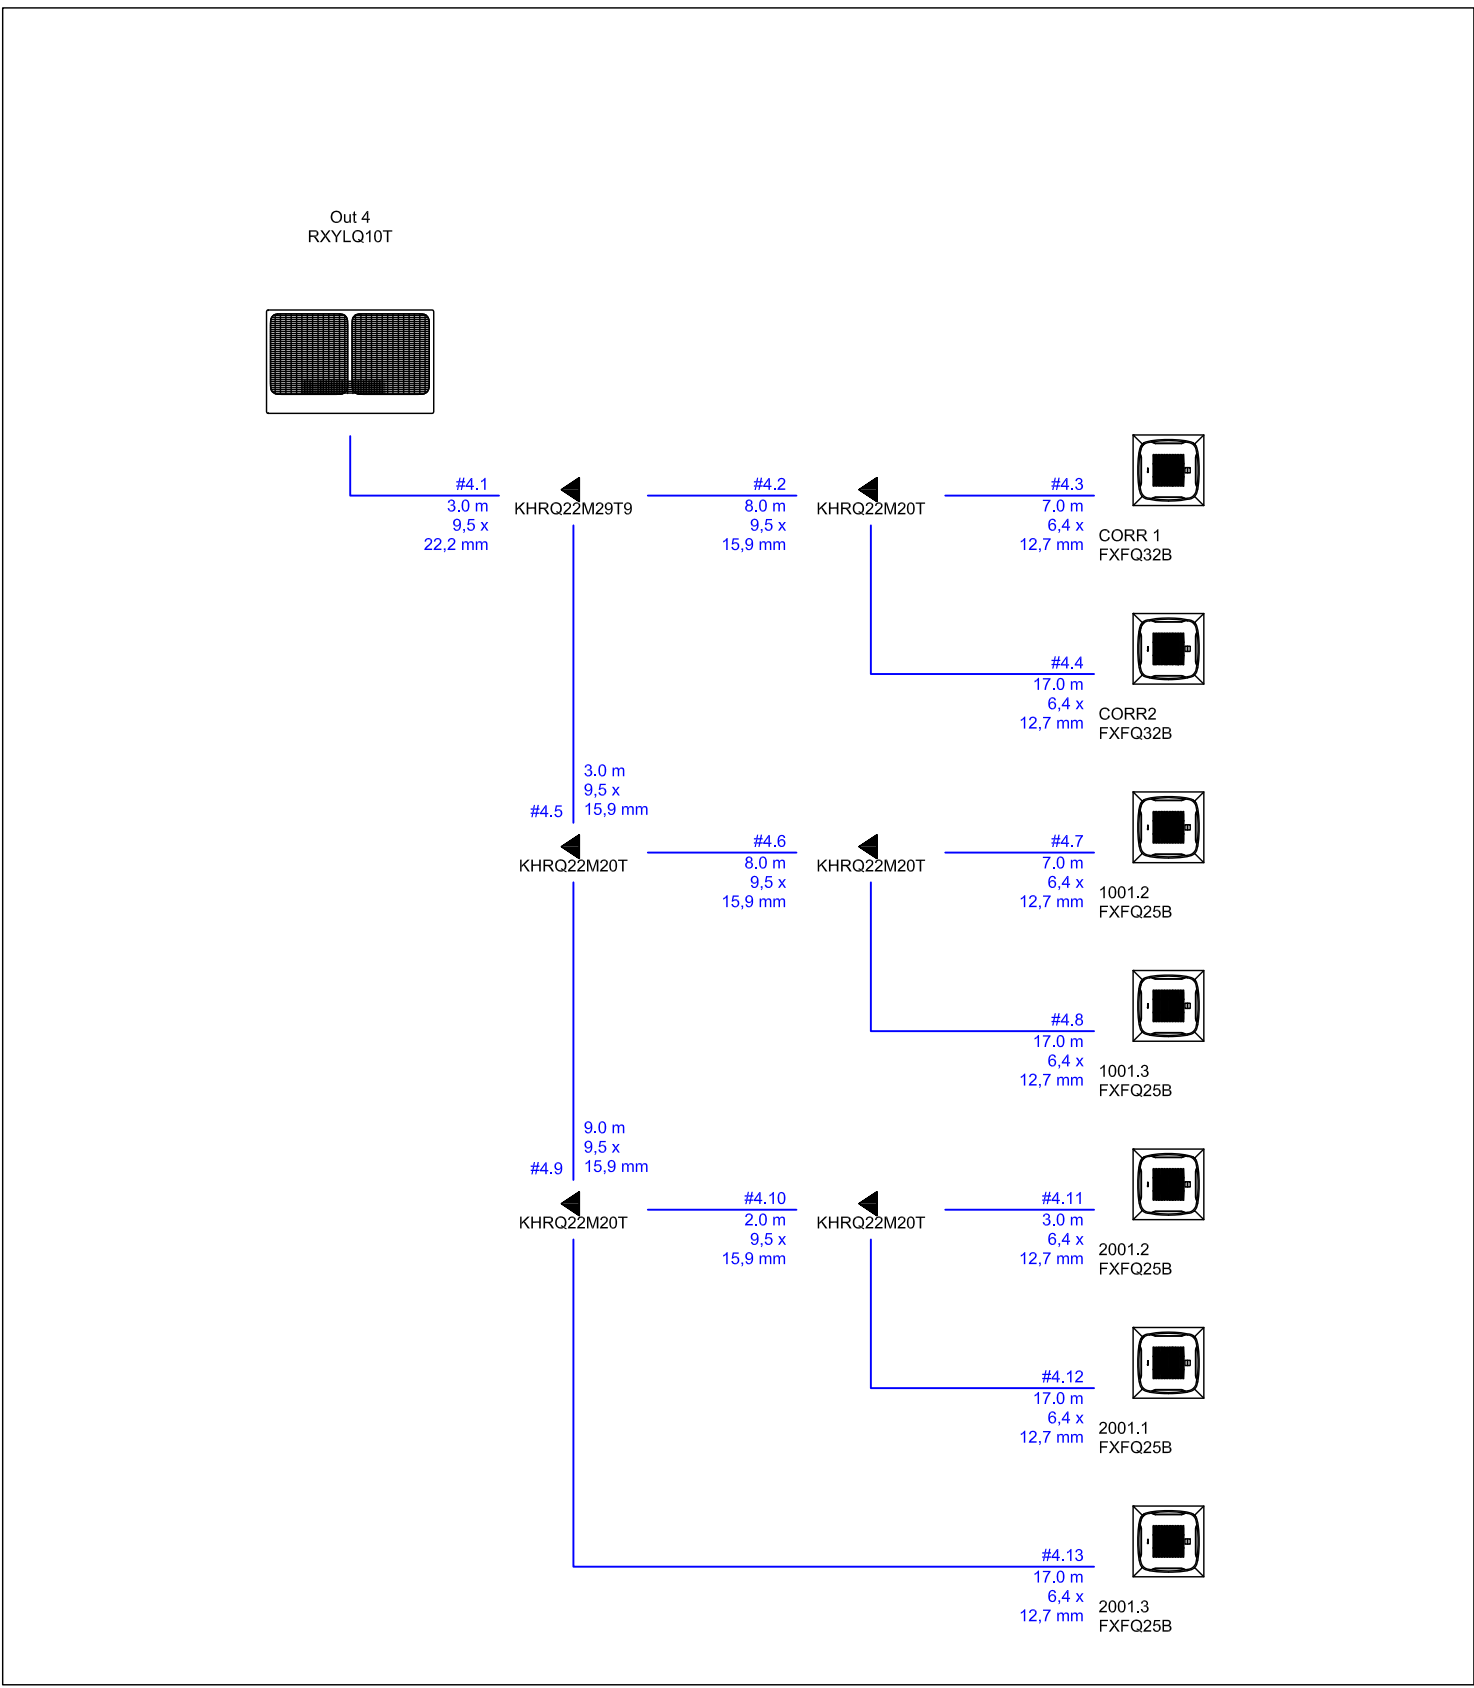 Out 4
RXYLQ10T
#4.1
3.0 m
9,5 x
22,2 mm
KHRQ22M29T9
#4.2
8.0 m
9,5 x
15,9 mm
KHRQ22M20T
#4.3
7.0 m
6,4 x
12,7 mm
CORR 1
FXFQ32B
#4.4
17.0 m
6,4 x
12,7 mm
CORR2
FXFQ32B
3.0 m
9,5 x
15,9 mm
#4.5
KHRQ22M20T
#4.6
8.0 m
9,5 x
15,9 mm
KHRQ22M20T
#4.7
7.0 m
6,4 x
12,7 mm
1001.2
FXFQ25B
#4.8
17.0 m
6,4 x
12,7 mm
1001.3
FXFQ25B
9.0 m
9,5 x
15,9 mm
#4.9
KHRQ22M20T
#4.10
2.0 m
9,5 x
15,9 mm
KHRQ22M20T
#4.11
3.0 m
6,4 x
12,7 mm
2001.2
FXFQ25B
#4.12
17.0 m
6,4 x
12,7 mm
2001.1
FXFQ25B
#4.13
17.0 m
6,4 x
12,7 mm
2001.3
FXFQ25B